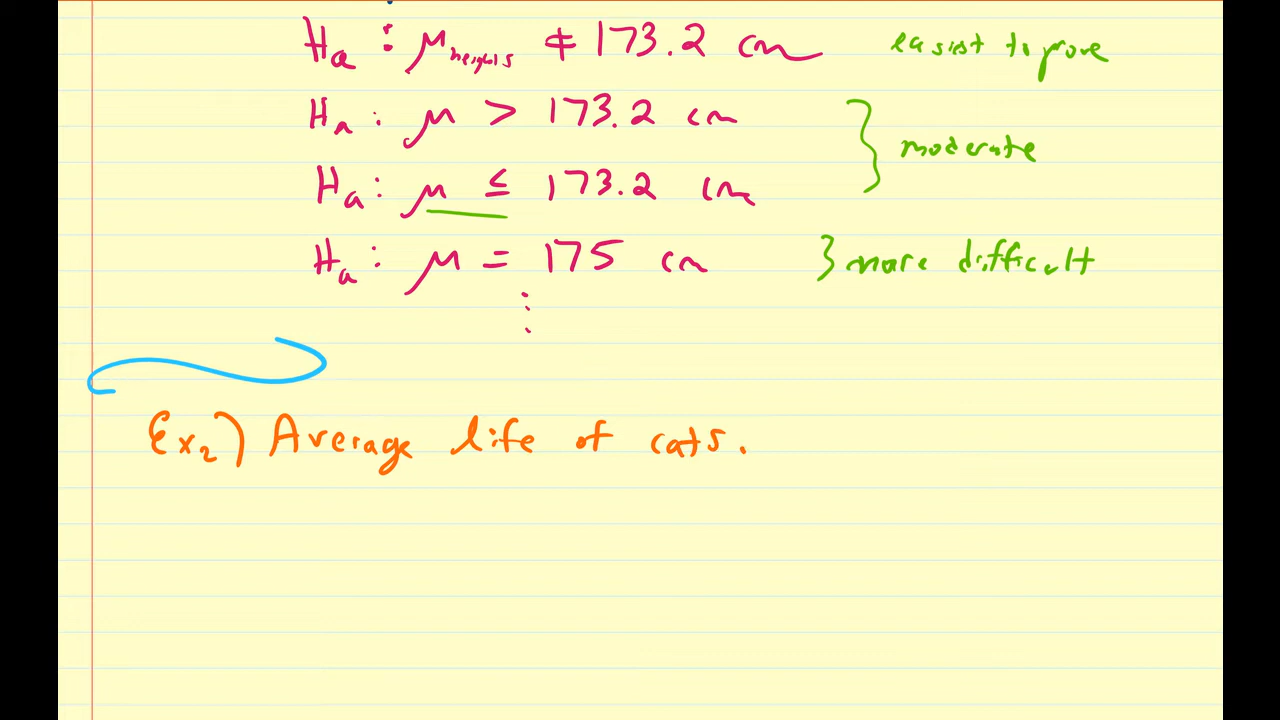 Ha : μheights ≠ 173.2 cm easist to prove
Ha : μ > 173.2 cm
} moderate
Ha : μ ≤ 173.2 cm
Ha : μ = 175 cm } more difficult
⋮
Ex2) Average life of cats.